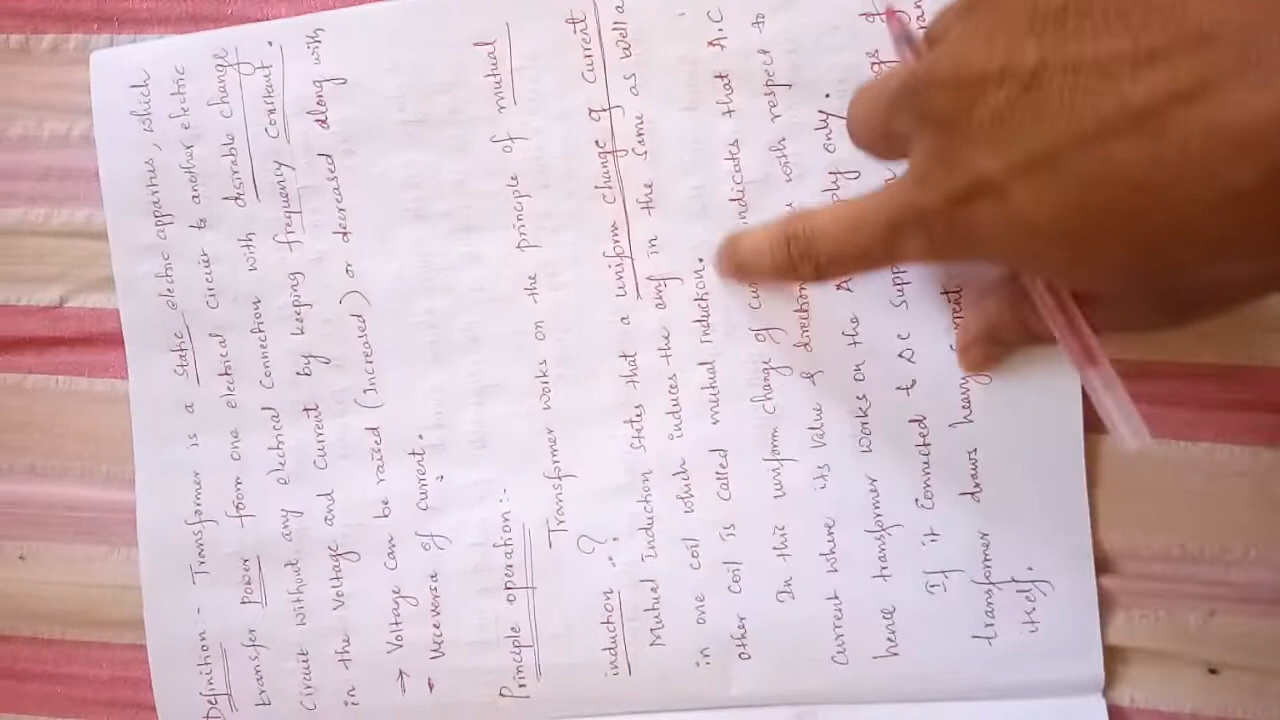 Definition:- Transformer is a static electric appartus, which
transfer power from one electrical circuit to another electric
Circuit without any electrical Connection with desirable change
in the Voltage and current by keeping frequency Constent.
→ Voltage can be raised (Increased) or decreased along with
- viceversa of current.
Principle operation:-
Transformer works on the principle of mutual
induction..?
Mutual Induction States that a uniform change of current
in one coil which induces the emf in the same as well a
other coil is called mutual induction.
In this uniform change of indicates that A.C
current where its value & direction with respect to
hence transformer works on the only.
If it Connected to DC
transformer draws heavy
itself.